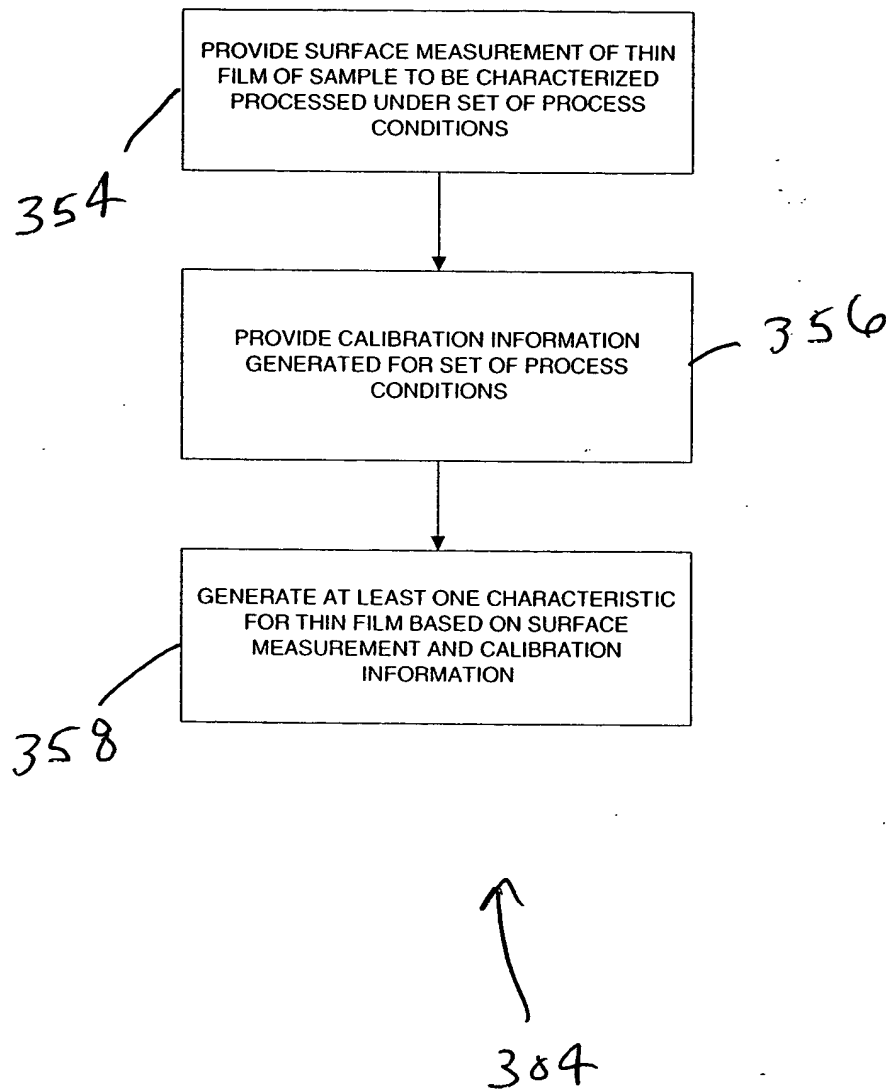 PROVIDE SURFACE MEASUREMENT OF THIN
FILM OF SAMPLE TO BE CHARACTERIZED
PROCESSED UNDER SET OF PROCESS
CONDITIONS
354
PROVIDE CALIBRATION INFORMATION
GENERATED FOR SET OF PROCESS
CONDITIONS
356
GENERATE AT LEAST ONE CHARACTERISTIC
FOR THIN FILM BASED ON SURFACE
MEASUREMENT AND CALIBRATION
INFORMATION
358
304